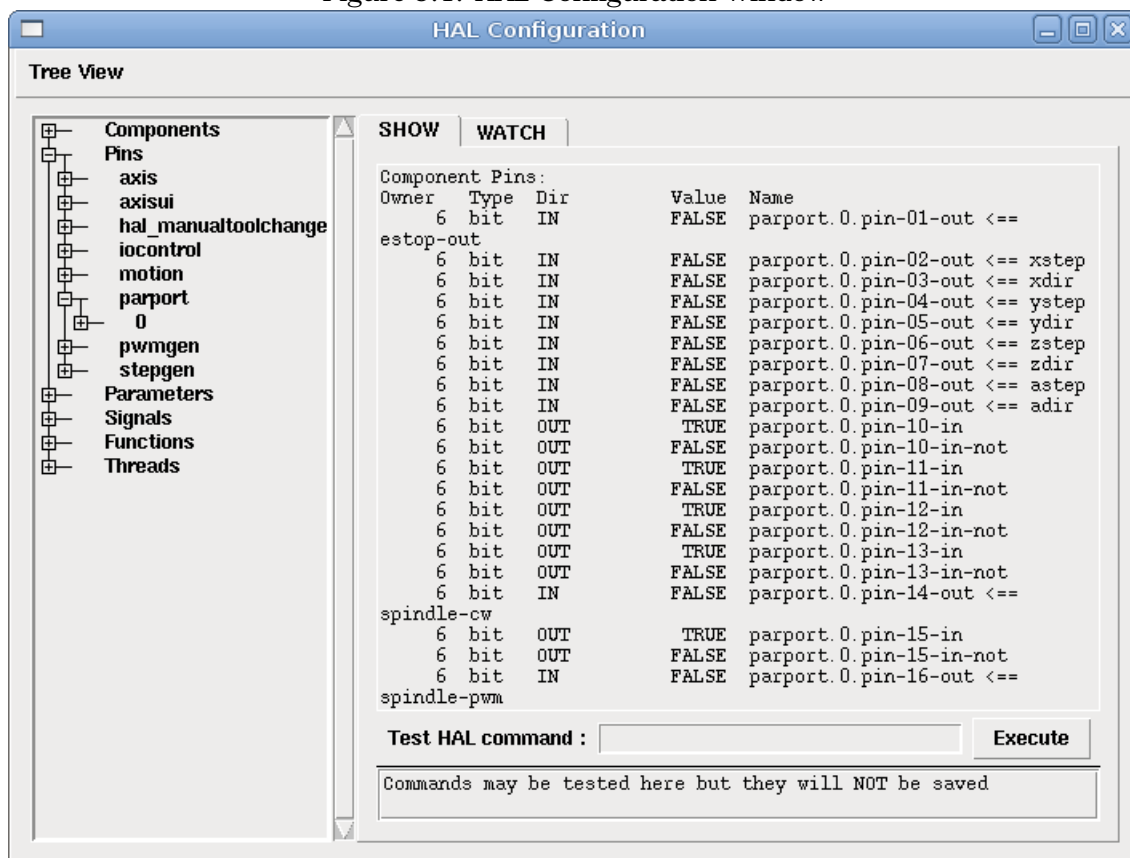 HAL Configuration
Tree View
Components
Pins
axis
axisui
hal_manualtoolchange
iocontrol
motion
parport
0
pwmgen
stepgen
Parameters
Signals
Functions
Threads
SHOW WATCH
Component Pins:
Owner Type Dir Value Name
6 bit IN FALSE parport.0.pin-01-out <==
estop-out
6 bit IN FALSE parport.0.pin-02-out <== xstep
6 bit IN FALSE parport.0.pin-03-out <== xdir
6 bit IN FALSE parport.0.pin-04-out <== ystep
6 bit IN FALSE parport.0.pin-05-out <== ydir
6 bit IN FALSE parport.0.pin-06-out <== zstep
6 bit IN FALSE parport.0.pin-07-out <== zdir
6 bit IN FALSE parport.0.pin-08-out <== astep
6 bit IN FALSE parport.0.pin-09-out <== adir
6 bit OUT TRUE parport.0.pin-10-in
6 bit OUT FALSE parport.0.pin-10-in-not
6 bit OUT TRUE parport.0.pin-11-in
6 bit OUT FALSE parport.0.pin-11-in-not
6 bit OUT TRUE parport.0.pin-12-in
6 bit OUT FALSE parport.0.pin-12-in-not
6 bit OUT TRUE parport.0.pin-13-in
6 bit OUT FALSE parport.0.pin-13-in-not
6 bit IN FALSE parport.0.pin-14-out <==
spindle-cw
6 bit OUT TRUE parport.0.pin-15-in
6 bit OUT FALSE parport.0.pin-15-in-not
6 bit IN FALSE parport.0.pin-16-out <==
spindle-pwm
Test HAL command :
Execute
Commands may be tested here but they will NOT be saved